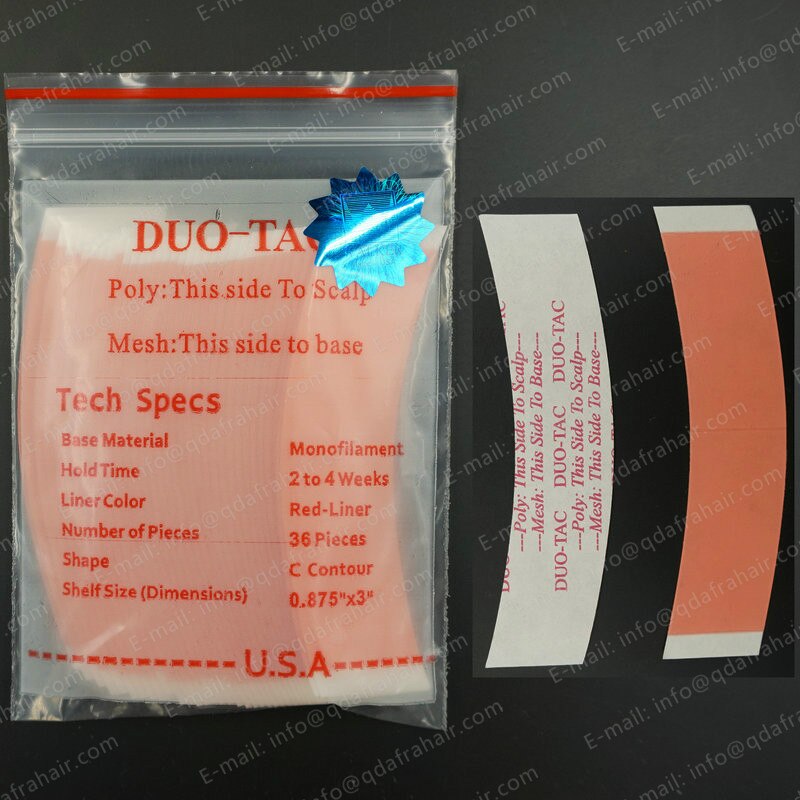 DUO-TAC
Poly:This side To Scalp
Mesh:This side to base
Tech Specs
Base Material Monofilament
Hold Time 2 to 4 Weeks
Liner Color Red-Liner
Number of Pieces 36 Pieces
Shape C Contour
Shelf Size (Dimensions) 0.875"x3"
U.S.A
DUO-TAC DUO-TAC DUO-TAC
---Poly: This Side To Scalp---
---Mesh: This Side To Base---
---Poly: This Side To Scalp---
---Mesh: This Side To Base---
E-mail: info@qdafrahair.com